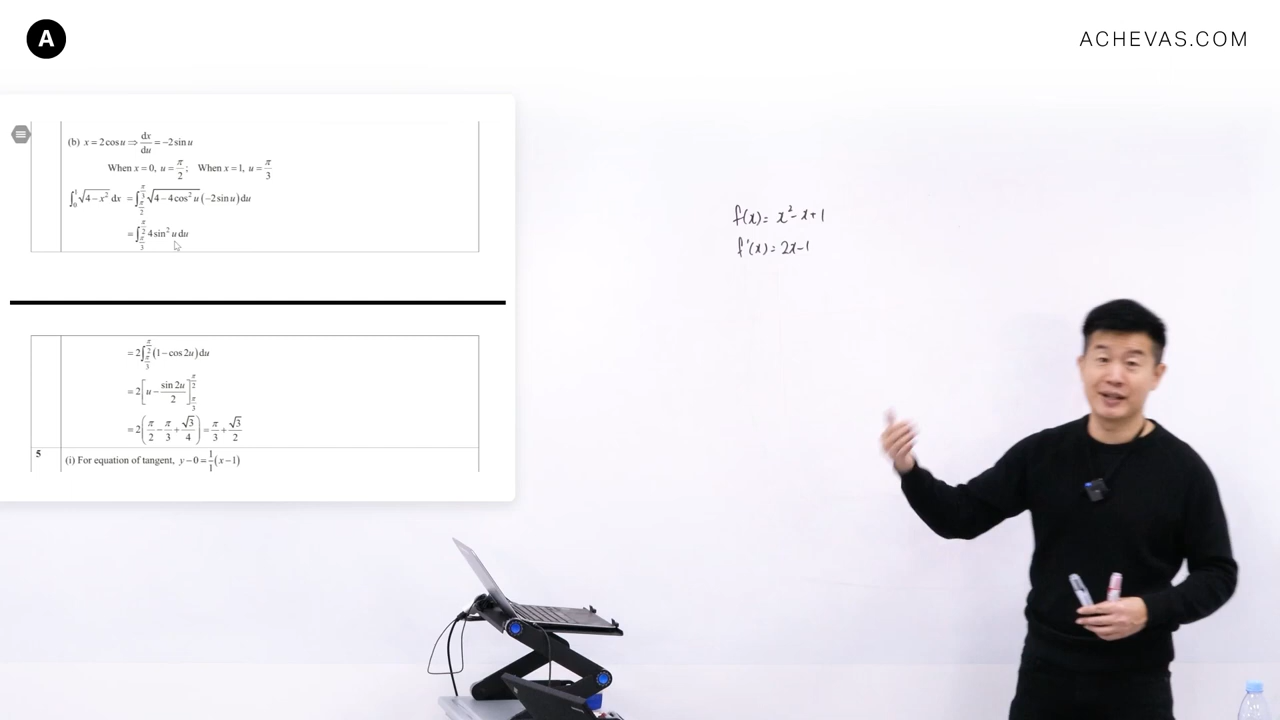 A
ACHEVAS.COM
(b) x = 2cos u ⇒ dx/du = −2sin u
When x = 0, u = π/2; When x = 1, u = π/3
∫₀¹ √(4 − x²) dx = ∫_{π/2}^{π/3} √(4 − 4cos² u) (−2sin u) du
= ∫_{π/3}^{π/2} 4sin² u du
= 2∫_{π/3}^{π/2} (1 − cos 2u) du
= 2[u − sin 2u/2]_{π/3}^{π/2}
= 2(π/2 − π/3 + √3/4) = π/3 + √3/2
5 (i) For equation of tangent, y − 0 = 1/1 (x − 1)
f(x) = x² − x + 1
f'(x) = 2x − 1